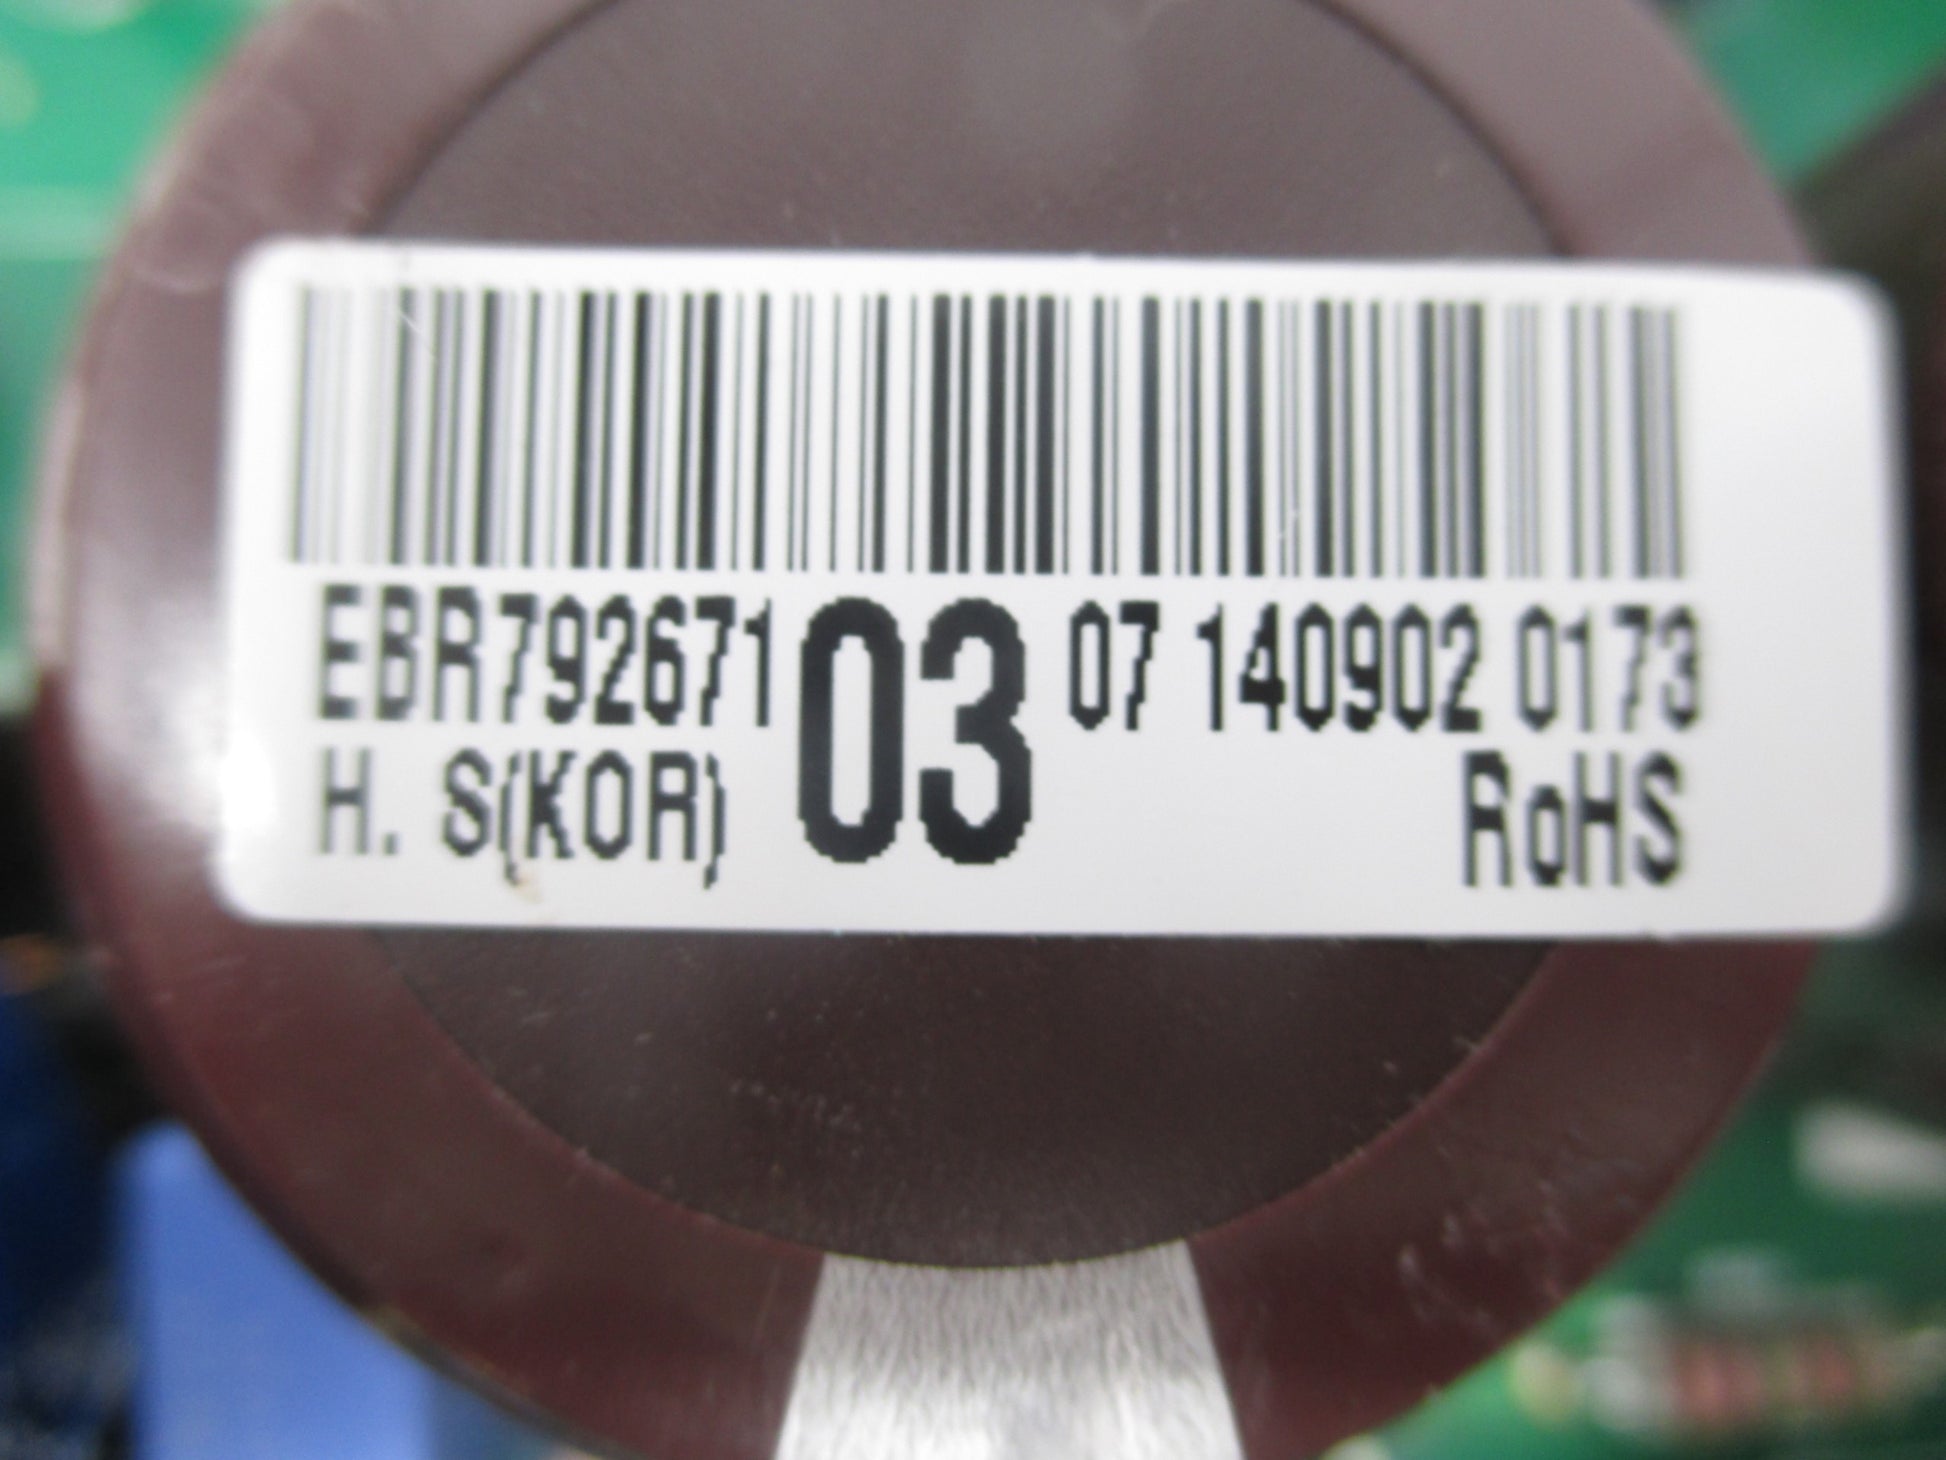 EBR792671 03 07 140902 0173
H. S(KOR) RoHS